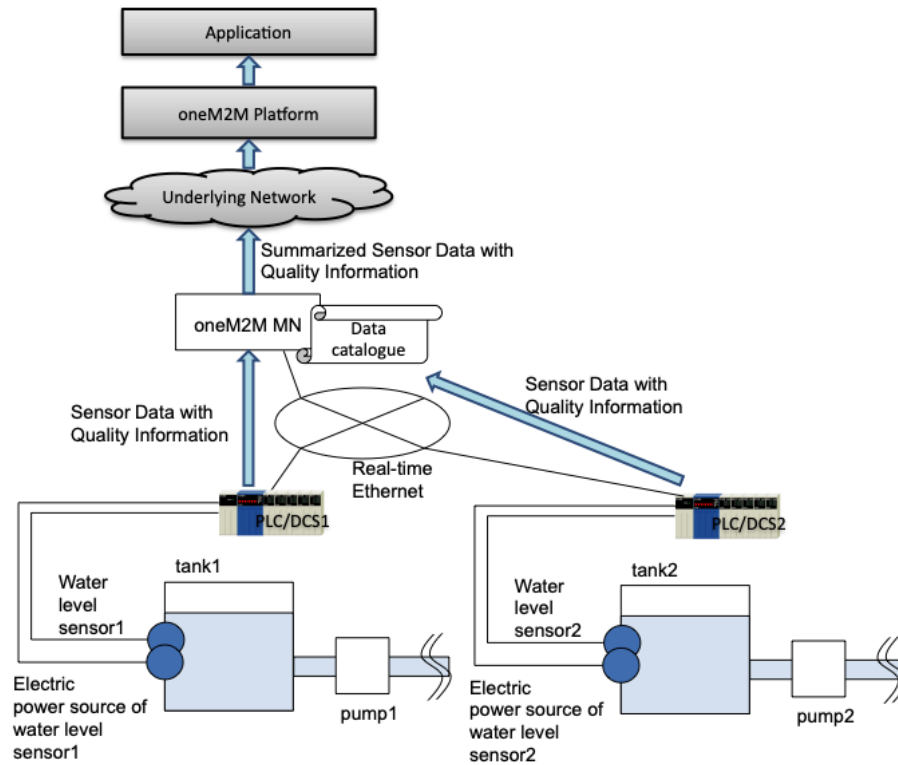 Application
oneM2M Platform
Underlying Network
Summarized Sensor Data with
Quality Information
oneM2M MN
Data
catalogue
Sensor Data with
Quality Information
Sensor Data with
Quality Information
Real-time
Ethernet
PLC/DCS1
PLC/DCS2
tank1
tank2
Water
level
sensor1
Water
level
sensor2
Electric
power source of
water level
sensor1
pump1
Electric
power source of
water level
sensor2
pump2